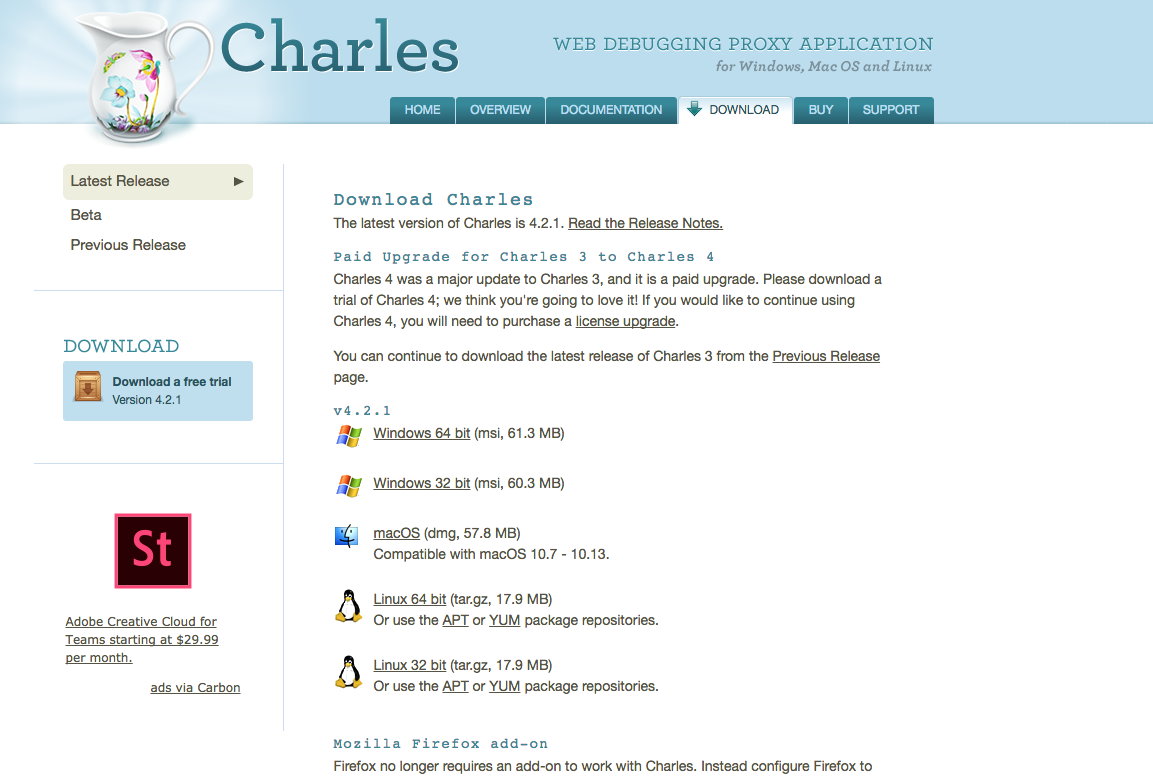 Charles
WEB DEBUGGING PROXY APPLICATION
for Windows, Mac OS and Linux
HOME
OVERVIEW
DOCUMENTATION
DOWNLOAD
BUY
SUPPORT
Latest Release
Beta
Previous Release
DOWNLOAD
Download a free trial
Version 4.2.1
St
Adobe Creative Cloud for
Teams starting at $29.99
per month.
ads via Carbon
Download Charles
The latest version of Charles is 4.2.1. Read the Release Notes.
Paid Upgrade for Charles 3 to Charles 4
Charles 4 was a major update to Charles 3, and it is a paid upgrade. Please download a
trial of Charles 4; we think you're going to love it! If you would like to continue using
Charles 4, you will need to purchase a license upgrade.
You can continue to download the latest release of Charles 3 from the Previous Release
page.
v4.2.1
Windows 64 bit (msi, 61.3 MB)
Windows 32 bit (msi, 60.3 MB)
macOS (dmg, 57.8 MB)
Compatible with macOS 10.7 - 10.13.
Linux 64 bit (tar.gz, 17.9 MB)
Or use the APT or YUM package repositories.
Linux 32 bit (tar.gz, 17.9 MB)
Or use the APT or YUM package repositories.
Mozilla Firefox add-on
Firefox no longer requires an add-on to work with Charles. Instead configure Firefox to